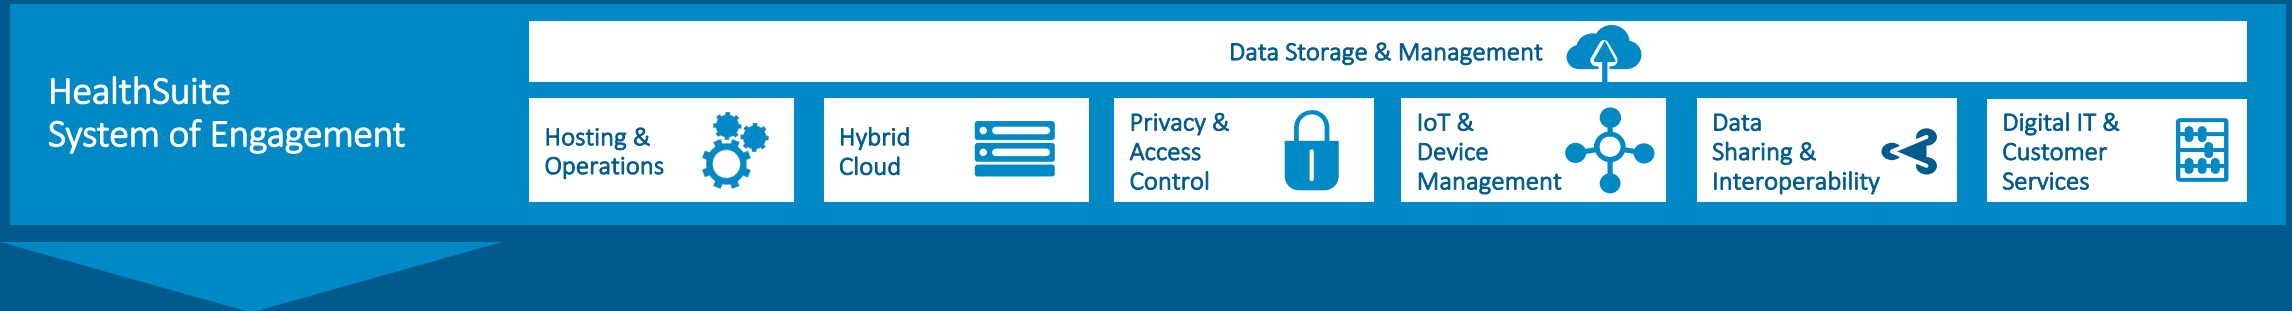 HealthSuite
System of Engagement
Data Storage & Management
Hosting &
Operations
Hybrid
Cloud
Privacy &
Access
Control
IoT &
Device
Management
Data
Sharing &
Interoperability
Digital IT &
Customer
Services